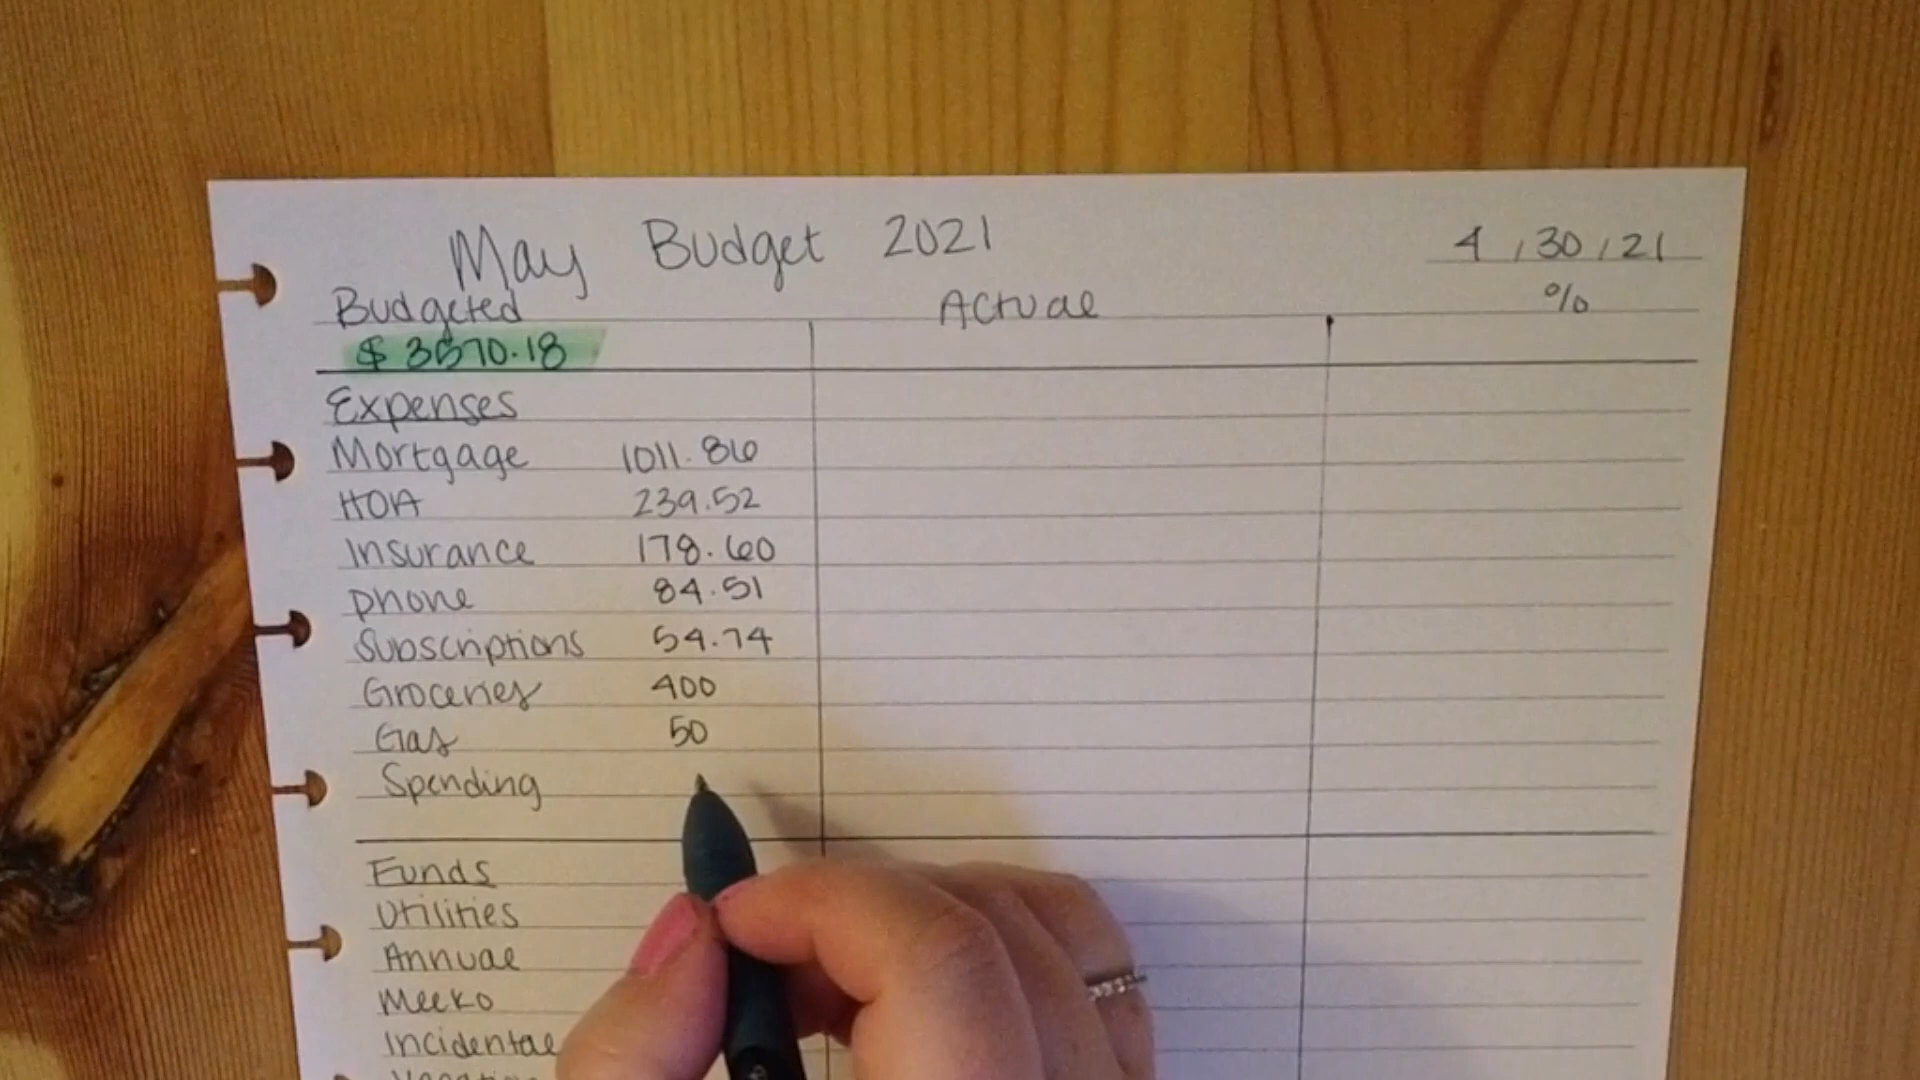 May Budget 2021 4/30/21
Budgeted Actual %
$ 3570.18
Expenses
Mortgage 1011.86
HOA 239.52
Insurance 178.60
phone 84.51
Subscriptions 54.74
Groceries 400
Gas 50
Spending
Funds
Utilities
Annual
Meeko
Incidental